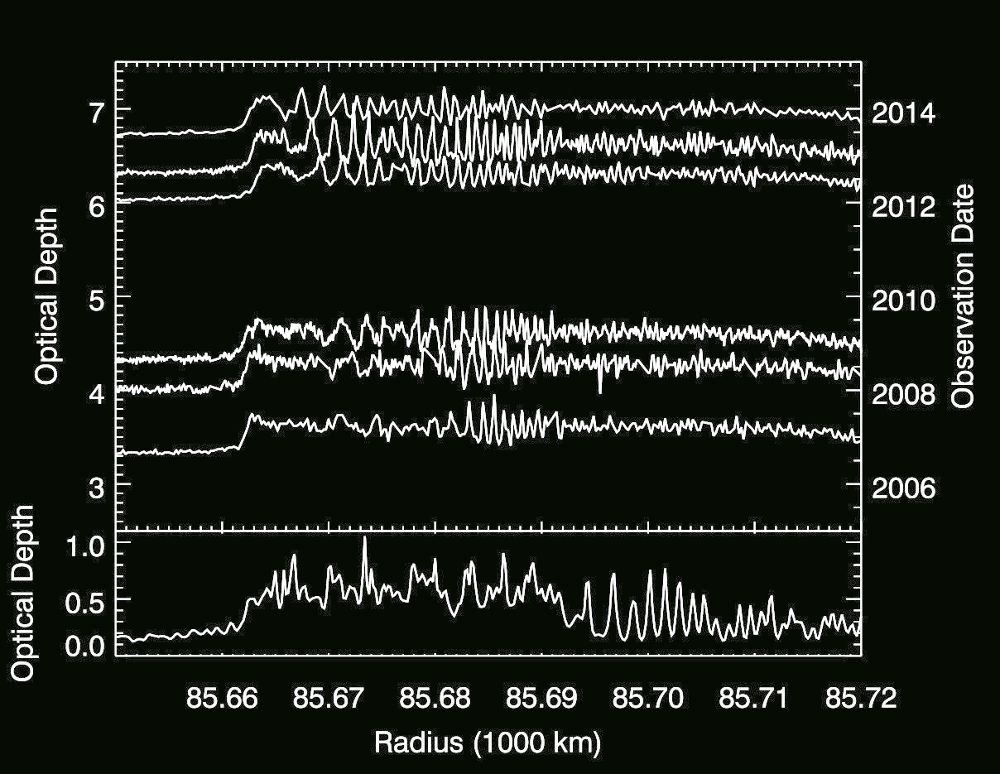 7
2014
6
2012
Optical Depth
Observation Date
5
2010
4
2008
3
2006
Optical Depth
1.0
0.5
0.0
85.66 85.67 85.68 85.69 85.70 85.71 85.72
Radius (1000 km)